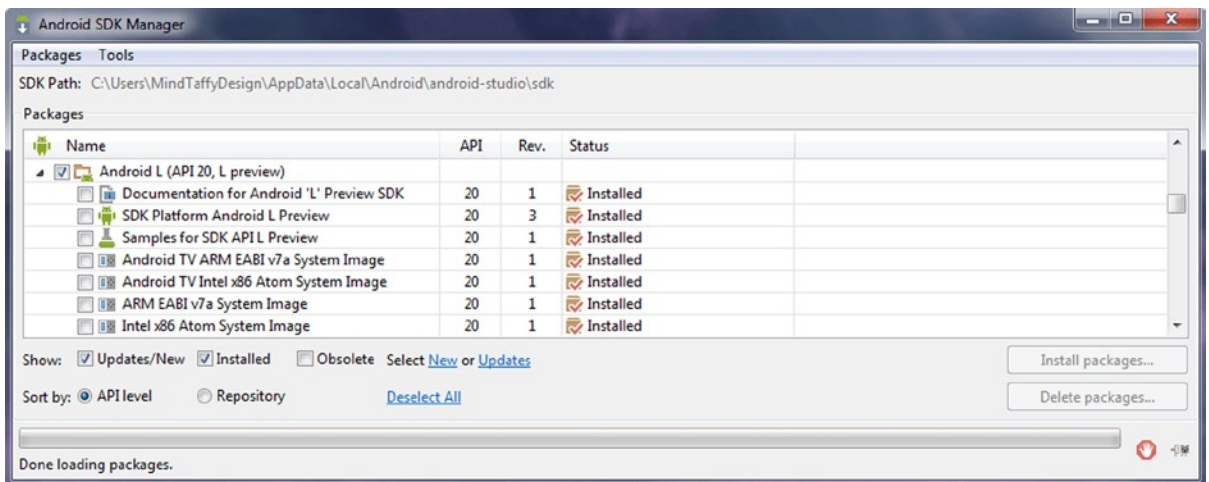 Android SDK Manager
Packages Tools
SDK Path: C:\Users\MindTaffyDesign\AppData\Local\Android\android-studio\sdk
Packages
Name API Rev. Status
Android L (API 20, L preview)
Documentation for Android 'L' Preview SDK 20 1 Installed
SDK Platform Android L Preview 20 3 Installed
Samples for SDK API L Preview 20 1 Installed
Android TV ARM EABI v7a System Image 20 1 Installed
Android TV Intel x86 Atom System Image 20 1 Installed
ARM EABI v7a System Image 20 1 Installed
Intel x86 Atom System Image 20 1 Installed
Show: Updates/New Installed Obsolete Select New or Updates Install packages...
Sort by: API level Repository Deselect All Delete packages...
Done loading packages.